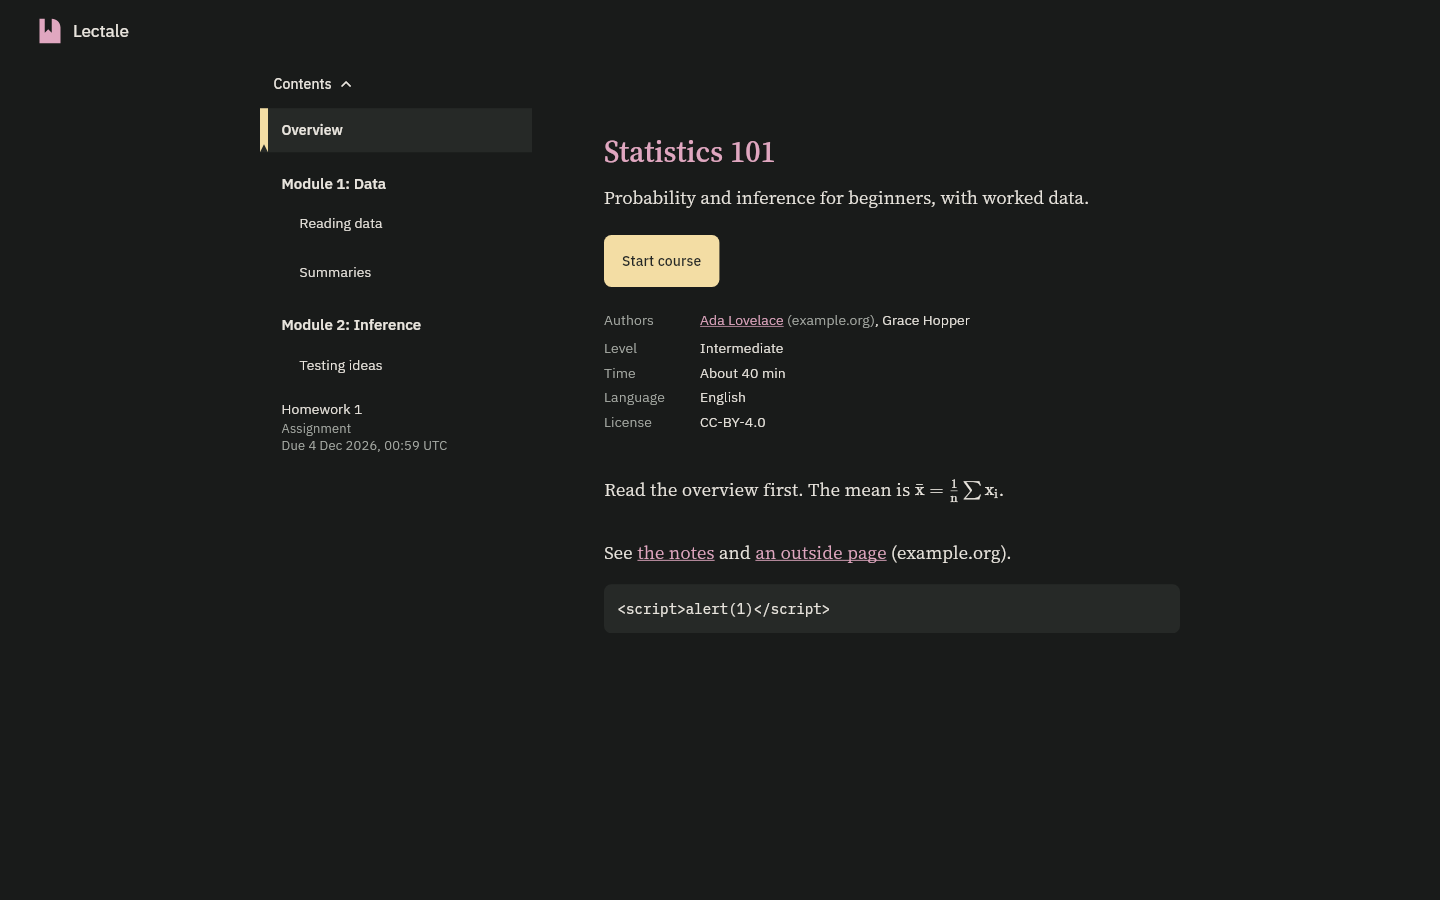 Lectale
Contents
Overview
Module 1: Data
Reading data
Summaries
Module 2: Inference
Testing ideas
Homework 1
Assignment
Due 4 Dec 2026, 00:59 UTC
Statistics 101
Probability and inference for beginners, with worked data.
Start course
Authors Ada Lovelace (example.org), Grace Hopper
Level Intermediate
Time About 40 min
Language English
License CC-BY-4.0
Read the overview first. The mean is x̄ = 1/n ∑ xᵢ.
See the notes and an outside page (example.org).
<script>alert(1)</script>